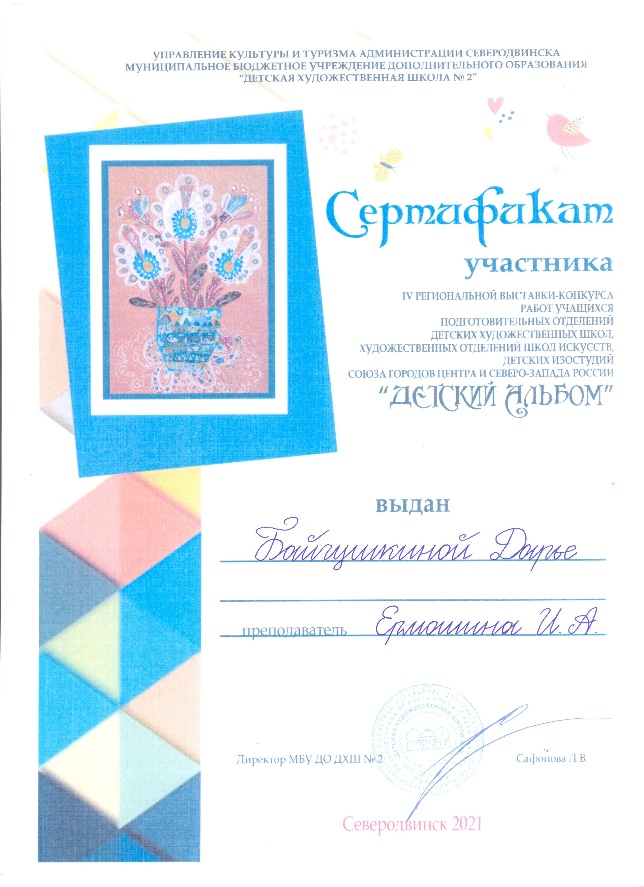 УПРАВЛЕНИЕ КУЛЬТУРЫ И ТУРИЗМА АДМИНИСТРАЦИИ СЕВЕРОДВИНСКА
МУНИЦИПАЛЬНОЕ БЮДЖЕТНОЕ УЧРЕЖДЕНИЕ ДОПОЛНИТЕЛЬНОГО ОБРАЗОВАНИЯ
"ДЕТСКАЯ ХУДОЖЕСТВЕННАЯ ШКОЛА № 2"
Сертификат
участника
IV РЕГИОНАЛЬНОЙ ВЫСТАВКИ-КОНКУРСА
РАБОТ УЧАЩИХСЯ
ПОДГОТОВИТЕЛЬНЫХ ОТДЕЛЕНИЙ
ДЕТСКИХ ХУДОЖЕСТВЕННЫХ ШКОЛ,
ХУДОЖЕСТВЕННЫХ ОТДЕЛЕНИЙ ШКОЛ ИСКУССТВ,
ДЕТСКИХ ИЗОСТУДИЙ
СОЮЗА ГОРОДОВ ЦЕНТРА И СЕВЕРО-ЗАПАДА РОССИИ
"ДЕТСКИЙ АЛЬБОМ"
выдан
Байгушкиной Дарье
преподаватель Ермошина И. А.
Директор МБУ ДО ДХШ № 2 Сафонова Л.В.
Северодвинск 2021